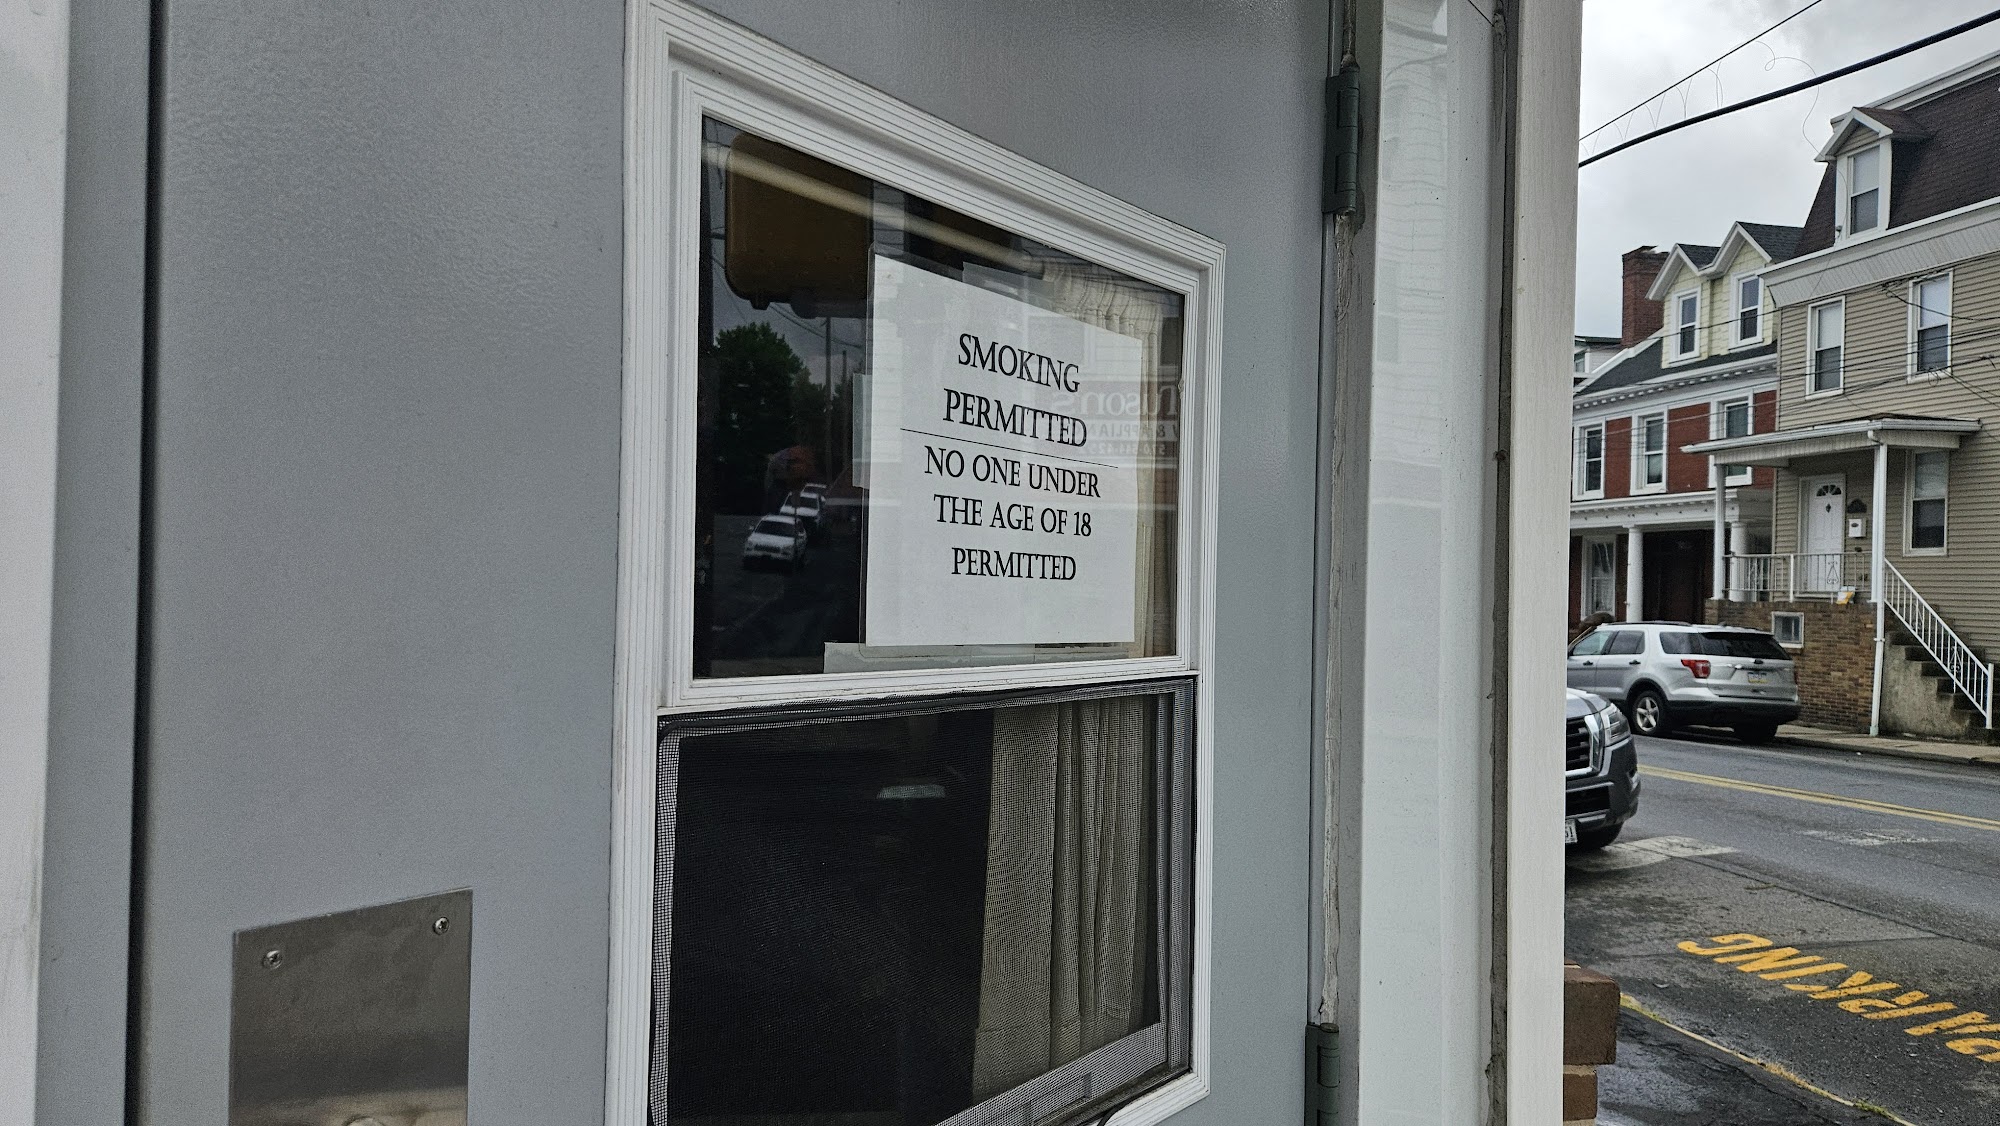 SMOKING
PERMITTED
NO ONE UNDER
THE AGE OF 18
PERMITTED
PARKING